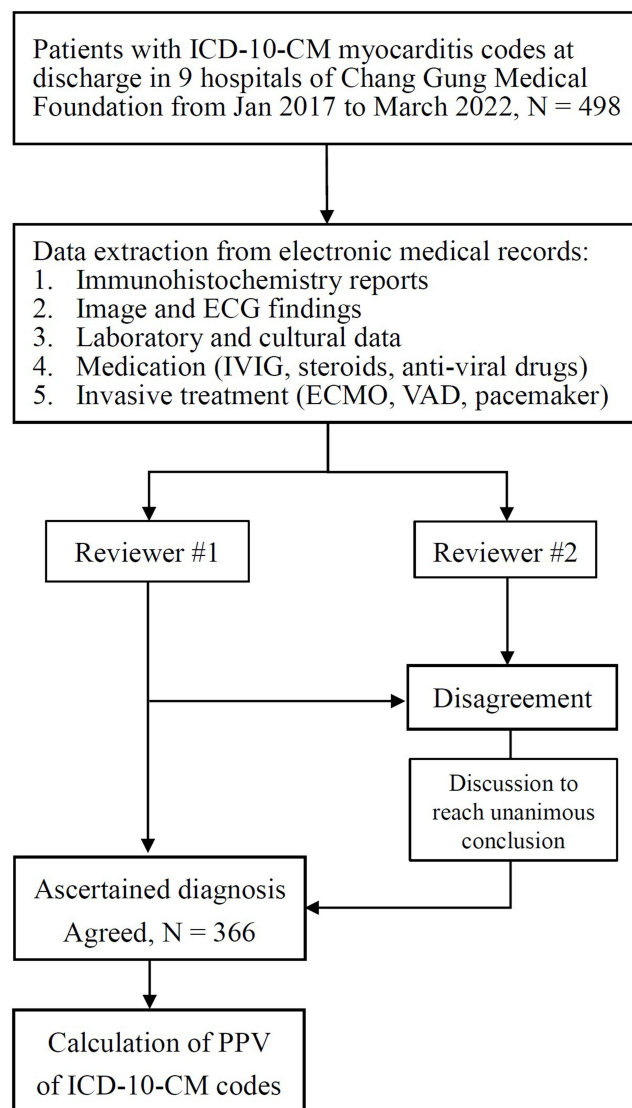 Patients with ICD-10-CM myocarditis codes at
discharge in 9 hospitals of Chang Gung Medical
Foundation from Jan 2017 to March 2022, N = 498
Data extraction from electronic medical records:
1. Immunohistochemistry reports
2. Image and ECG findings
3. Laboratory and cultural data
4. Medication (IVIG, steroids, anti-viral drugs)
5. Invasive treatment (ECMO, VAD, pacemaker)
Reviewer #1
Reviewer #2
Disagreement
Discussion to
reach unanimous
conclusion
Ascertained diagnosis
Agreed, N = 366
Calculation of PPV
of ICD-10-CM codes